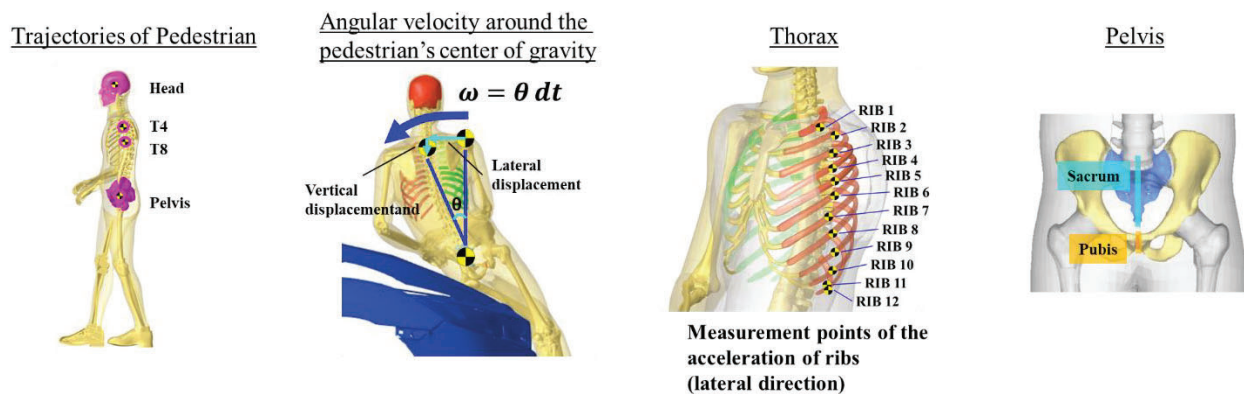 Trajectories of Pedestrian
Head
T4
T8
Pelvis
Angular velocity around the
pedestrian's center of gravity
ω = θ dt
Vertical
displacementand
Lateral
displacement
θ
Thorax
RIB 1
RIB 2
RIB 3
RIB 4
RIB 5
RIB 6
RIB 7
RIB 8
RIB 9
RIB 10
RIB 11
RIB 12
Measurement points of the
acceleration of ribs
(lateral direction)
Pelvis
Sacrum
Pubis